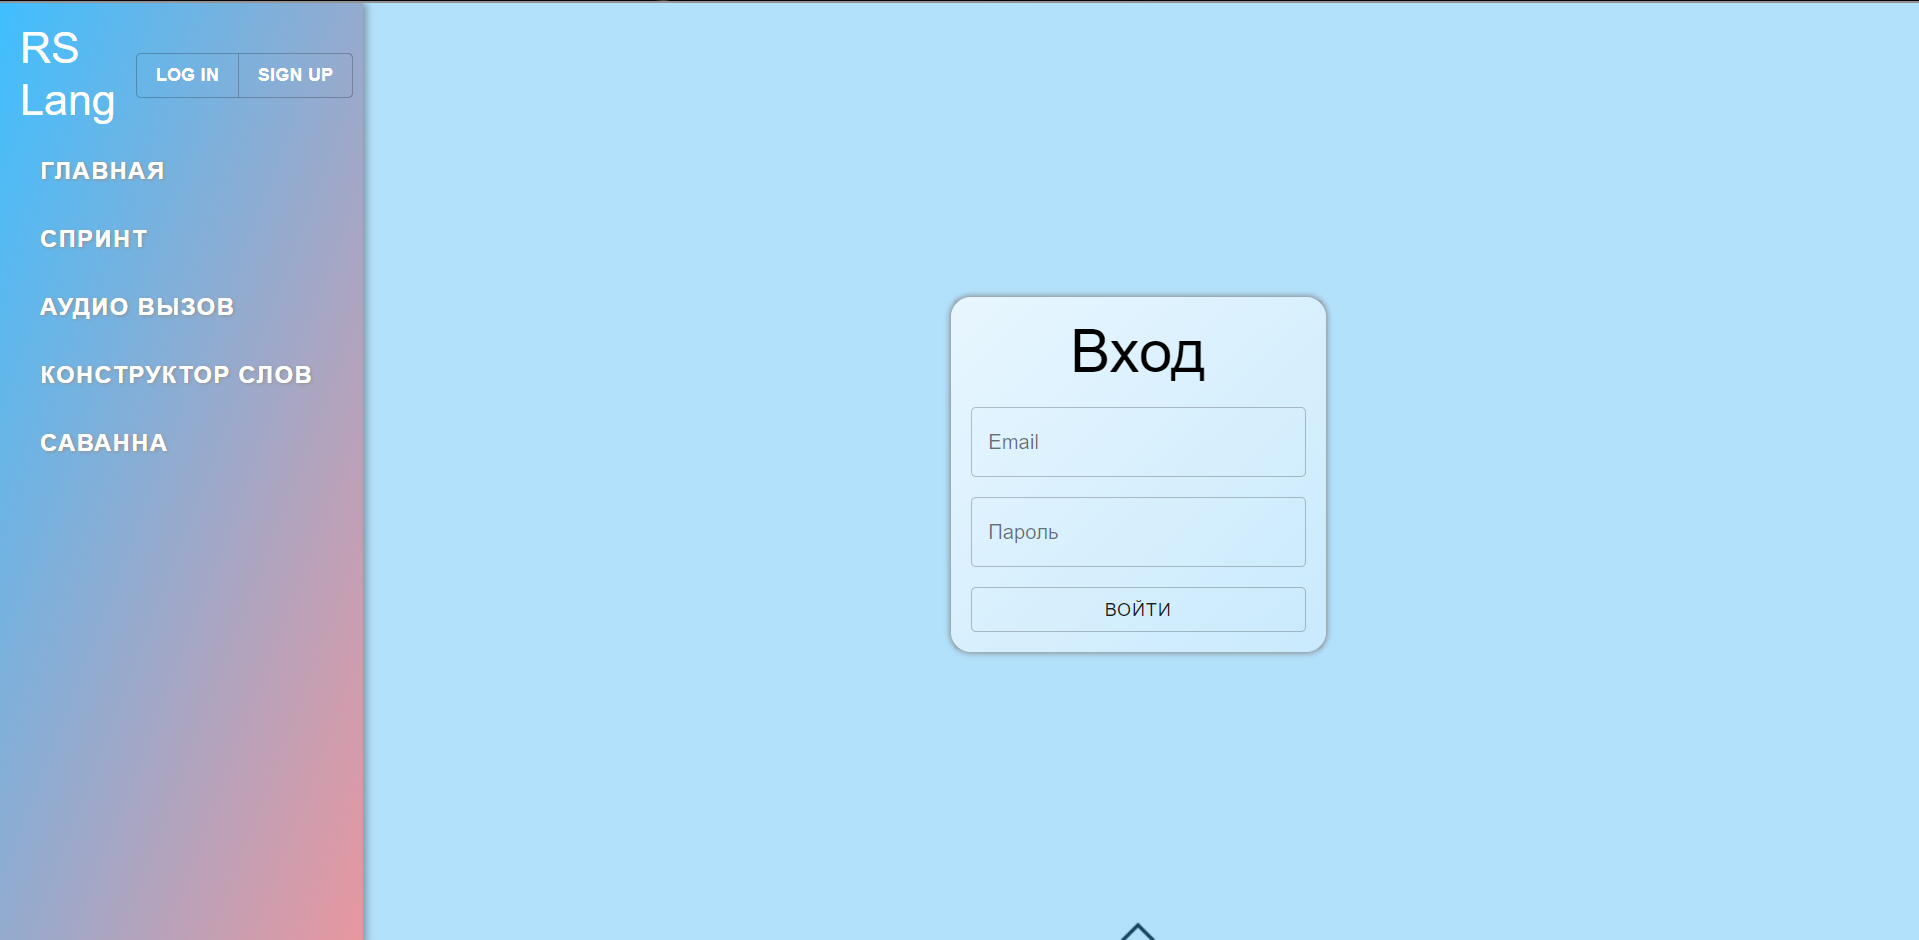 RS
Lang
LOG IN
SIGN UP
ГЛАВНАЯ
СПРИНТ
АУДИО ВЫЗОВ
КОНСТРУКТОР СЛОВ
САВАННА
Вход
Email
Пароль
ВОЙТИ